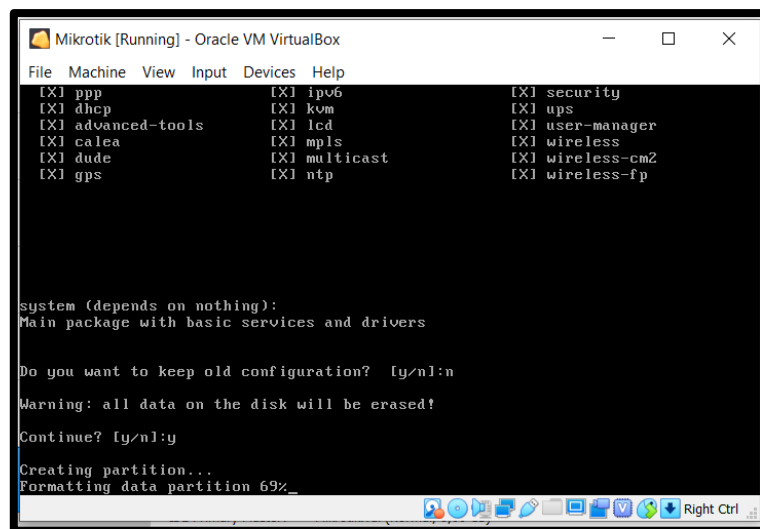 Mikrotik [Running] - Oracle VM VirtualBox
File Machine View Input Devices Help
[X] ppp [X] ipv6 [X] security
[X] dhcp [X] kvm [X] ups
[X] advanced-tools [X] lcd [X] user-manager
[X] calea [X] mpls [X] wireless
[X] dude [X] multicast [X] wireless-cm2
[X] gps [X] ntp [X] wireless-fp
system (depends on nothing):
Main package with basic services and drivers
Do you want to keep old configuration? [y/n]:n
Warning: all data on the disk will be erased!
Continue? [y/n]:y
Creating partition...
Formatting data partition 69%_
Right Ctrl